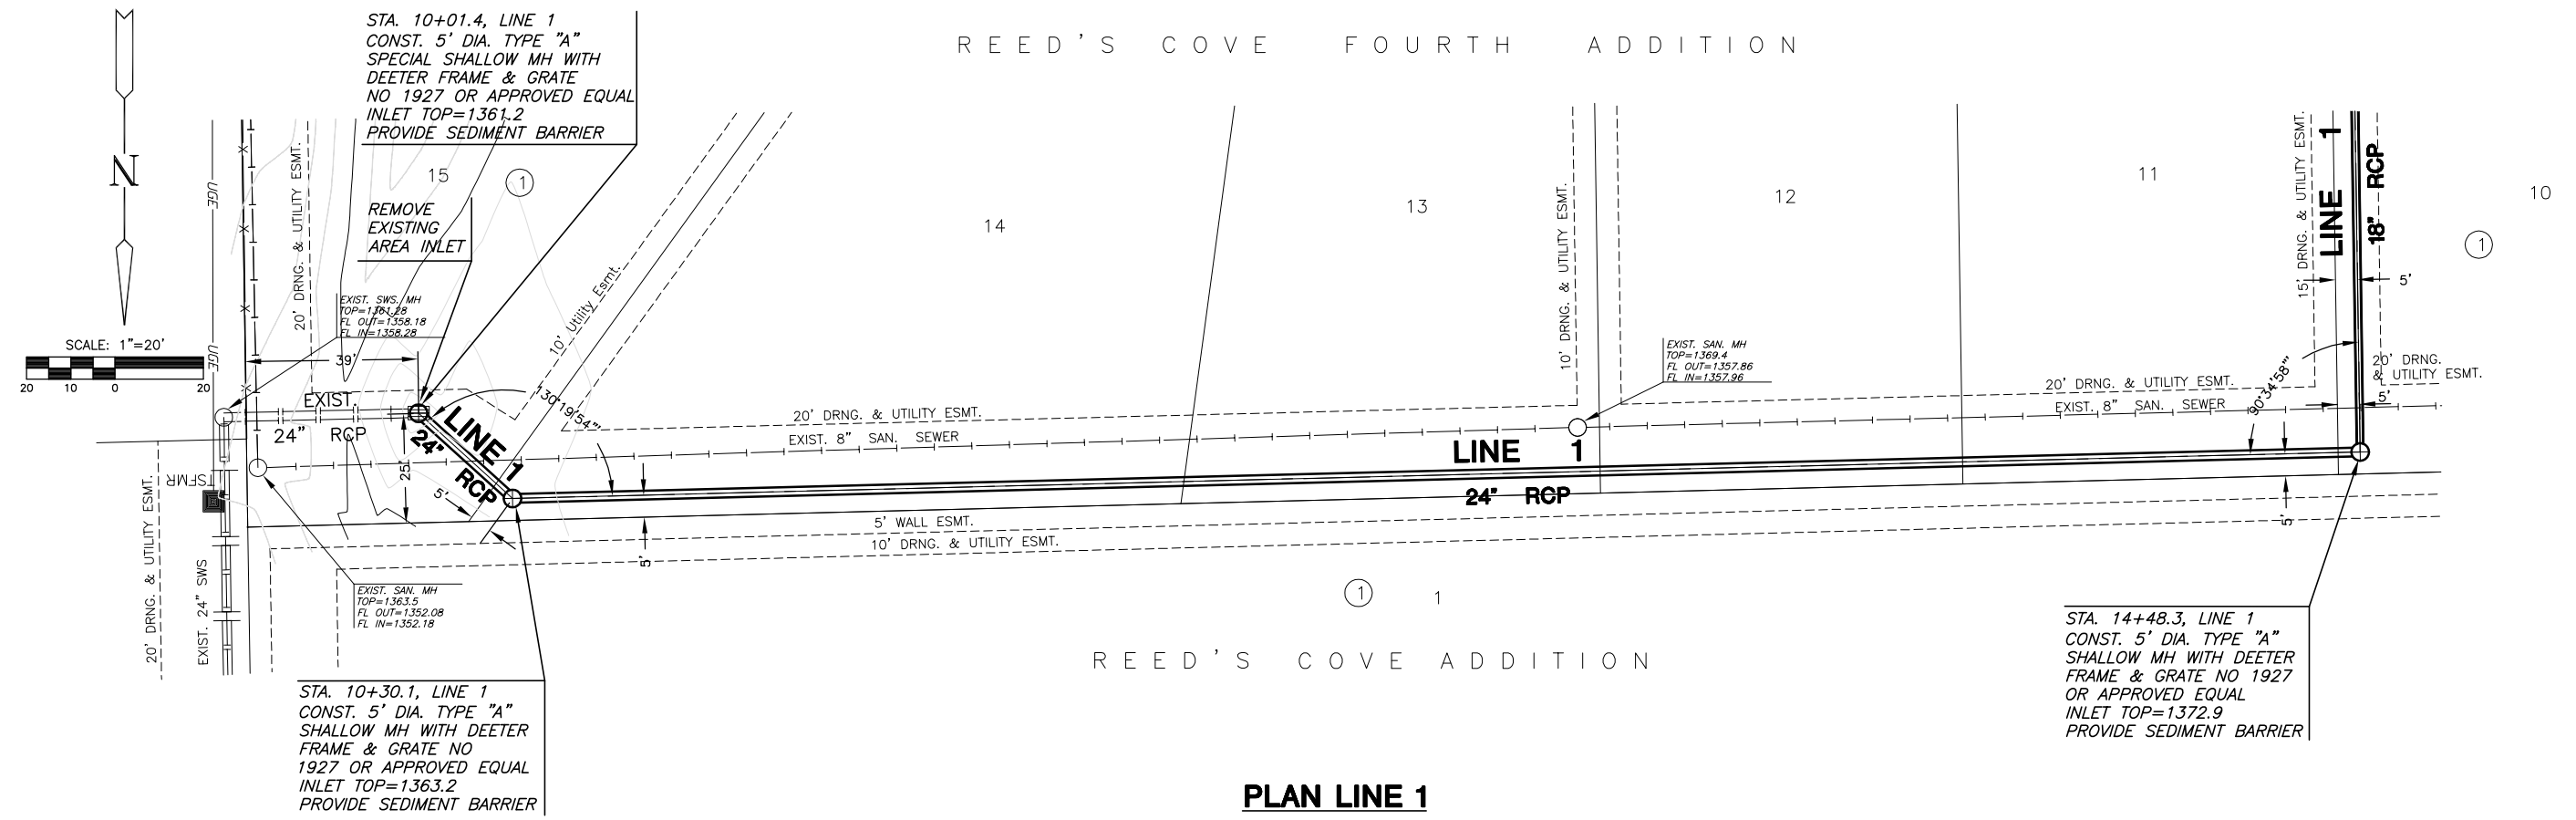 STA. 10+01.4, LINE 1
CONST. 5' DIA. TYPE "A"
SPECIAL SHALLOW MH WITH
DEETER FRAME & GRATE
NO 1927 OR APPROVED EQUAL
INLET TOP=1361.2
PROVIDE SEDIMENT BARRIER
REED'S COVE FOURTH ADDITION
N
SCALE: 1"=20'
20 10 0 20
UGE
UGE
20' DRNG. & UTILITY ESMT.
15
1
REMOVE
EXISTING
AREA INLET
EXIST. SWS. MH
TOP=1361.28
FL OUT=1358.18
FL IN=1358.28
39'
10' Utility Esmt.
14
13
10' DRNG. & UTILITY ESMT.
12
11
15' DRNG. & UTILITY ESMT.
LINE 1
18" RCP
10
1
5'
EXIST. SAN. MH
TOP=1369.4
FL OUT=1357.86
FL IN=1357.96
20' DRNG.
& UTILITY ESMT.
5'
90°34'58"
20' DRNG. & UTILITY ESMT.
EXIST. 8" SAN. SEWER
EXIST.
24" RCP
LINE 1
24" RCP
130°19'54"
20' DRNG. & UTILITY ESMT.
EXIST. 8" SAN. SEWER
LINE 1
24" RCP
25'
5'
5'
5'
TSFMR
20' DRNG. & UTILITY ESMT.
EXIST. 24" SWS
5' WALL ESMT.
10' DRNG. & UTILITY ESMT.
EXIST. SAN. MH
TOP=1363.5
FL OUT=1352.08
FL IN=1352.18
1
1
REED'S COVE ADDITION
STA. 10+30.1, LINE 1
CONST. 5' DIA. TYPE "A"
SHALLOW MH WITH DEETER
FRAME & GRATE NO
1927 OR APPROVED EQUAL
INLET TOP=1363.2
PROVIDE SEDIMENT BARRIER
STA. 14+48.3, LINE 1
CONST. 5' DIA. TYPE "A"
SHALLOW MH WITH DEETER
FRAME & GRATE NO 1927
OR APPROVED EQUAL
INLET TOP=1372.9
PROVIDE SEDIMENT BARRIER
PLAN LINE 1